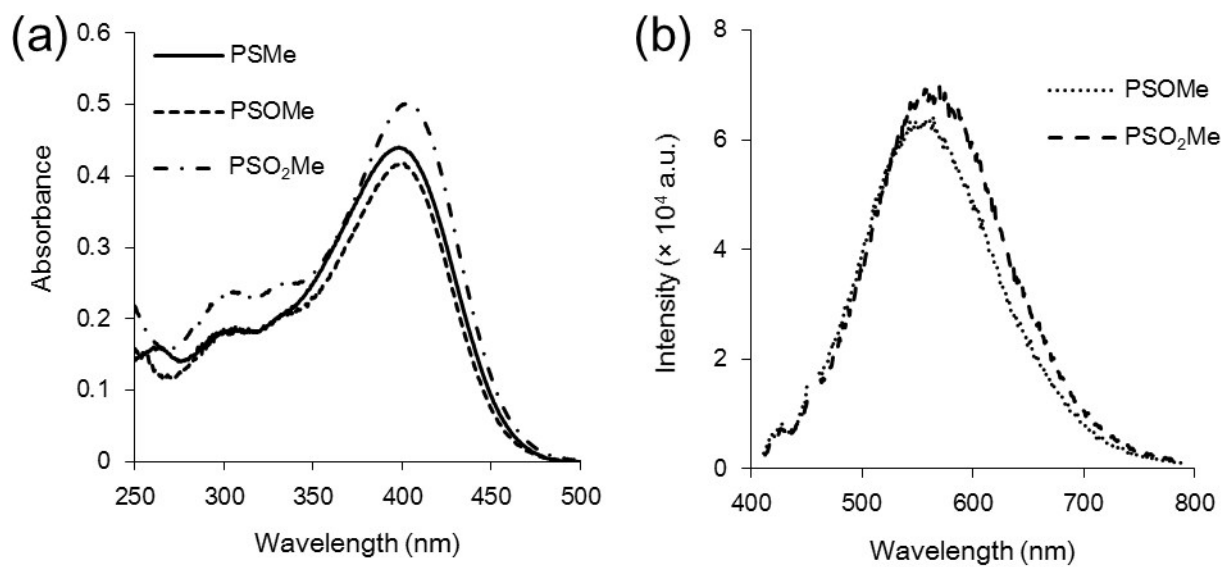 (a)
0.6
0.5
0.4
0.3
0.2
0.1
0
Absorbance
PSMe
PSOMe
PSO₂Me
250 300 350 400 450 500
Wavelength (nm)
(b)
8
6
4
2
0
Intensity (× 10⁴ a.u.)
PSOMe
PSO₂Me
400 500 600 700 800
Wavelength (nm)